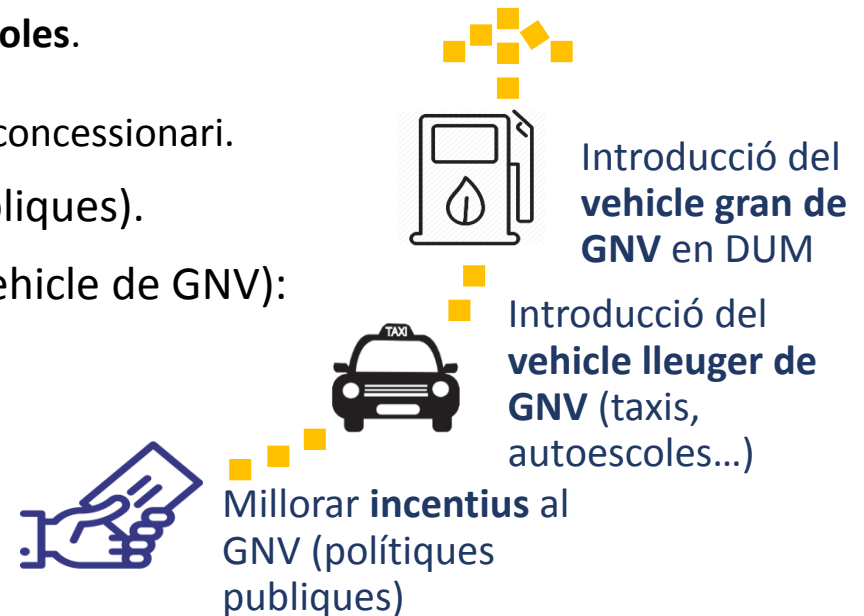 oles.
concessionari.
bliques).
ehicle de GNV):
Introducció del
vehicle gran de
GNV en DUM
TAXI
Introducció del
vehicle lleuger de
GNV (taxis,
autoescoles…)
Millorar incentius al
GNV (polítiques
publiques)